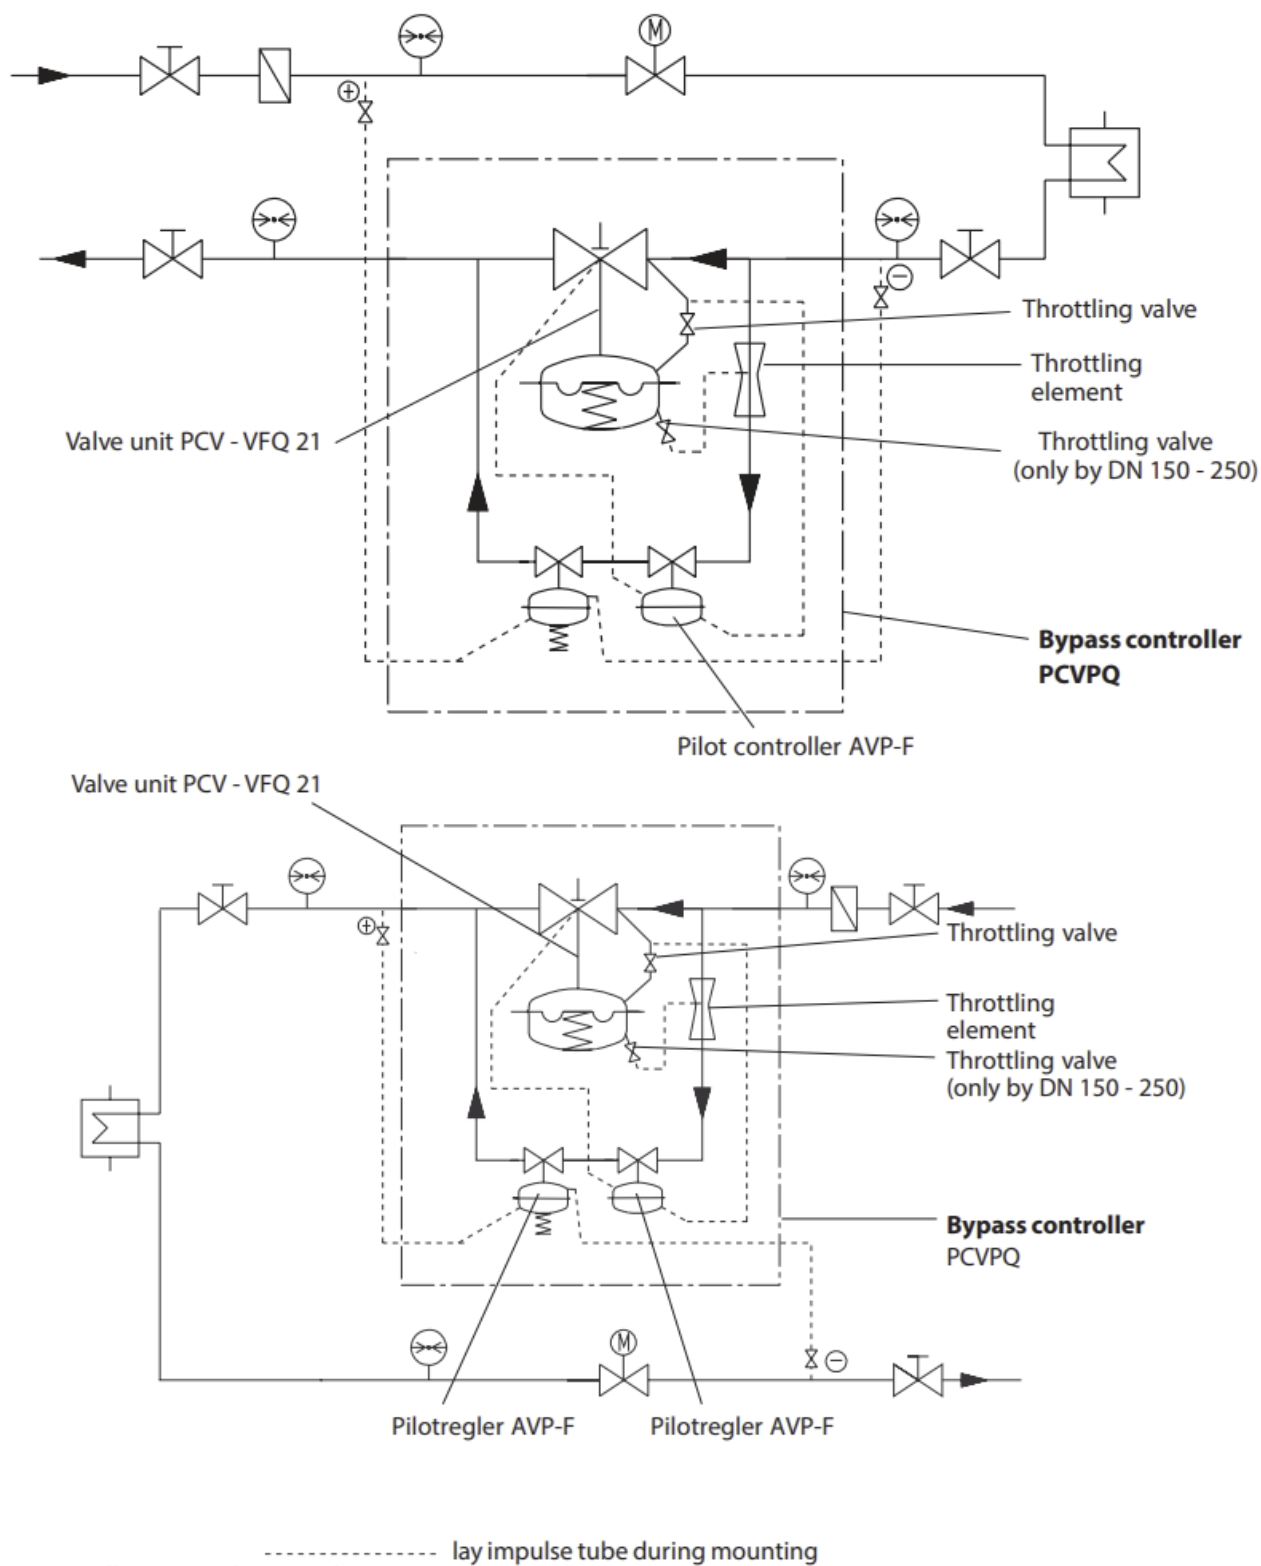 M
+
−
Throttling valve
Throttling
element
Valve unit PCV - VFQ 21
Throttling valve
(only by DN 150 - 250)
Bypass controller
PCVPQ
Pilot controller AVP-F
Valve unit PCV - VFQ 21
+
Throttling valve
Throttling
element
Throttling valve
(only by DN 150 - 250)
Bypass controller
PCVPQ
M
−
Pilotregler AVP-F
Pilotregler AVP-F
lay impulse tube during mounting